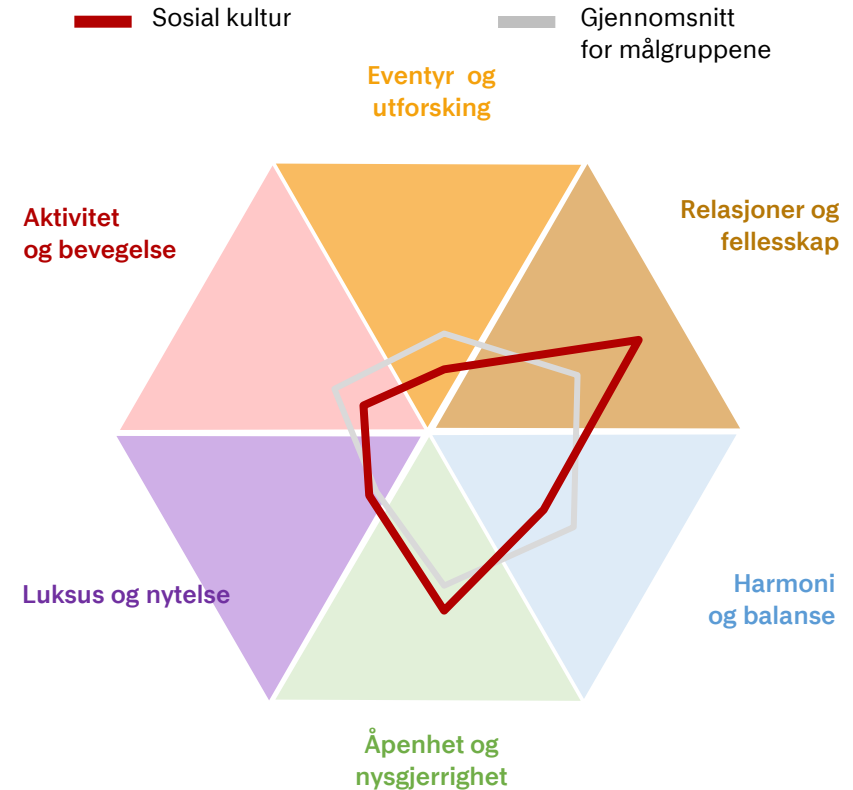 Sosial kultur
Gjennomsnitt
for målgruppene
Eventyr og
utforsking
Aktivitet
og bevegelse
Relasjoner og
fellesskap
Luksus og nytelse
Harmoni
og balanse
Åpenhet og
nysgjerrighet